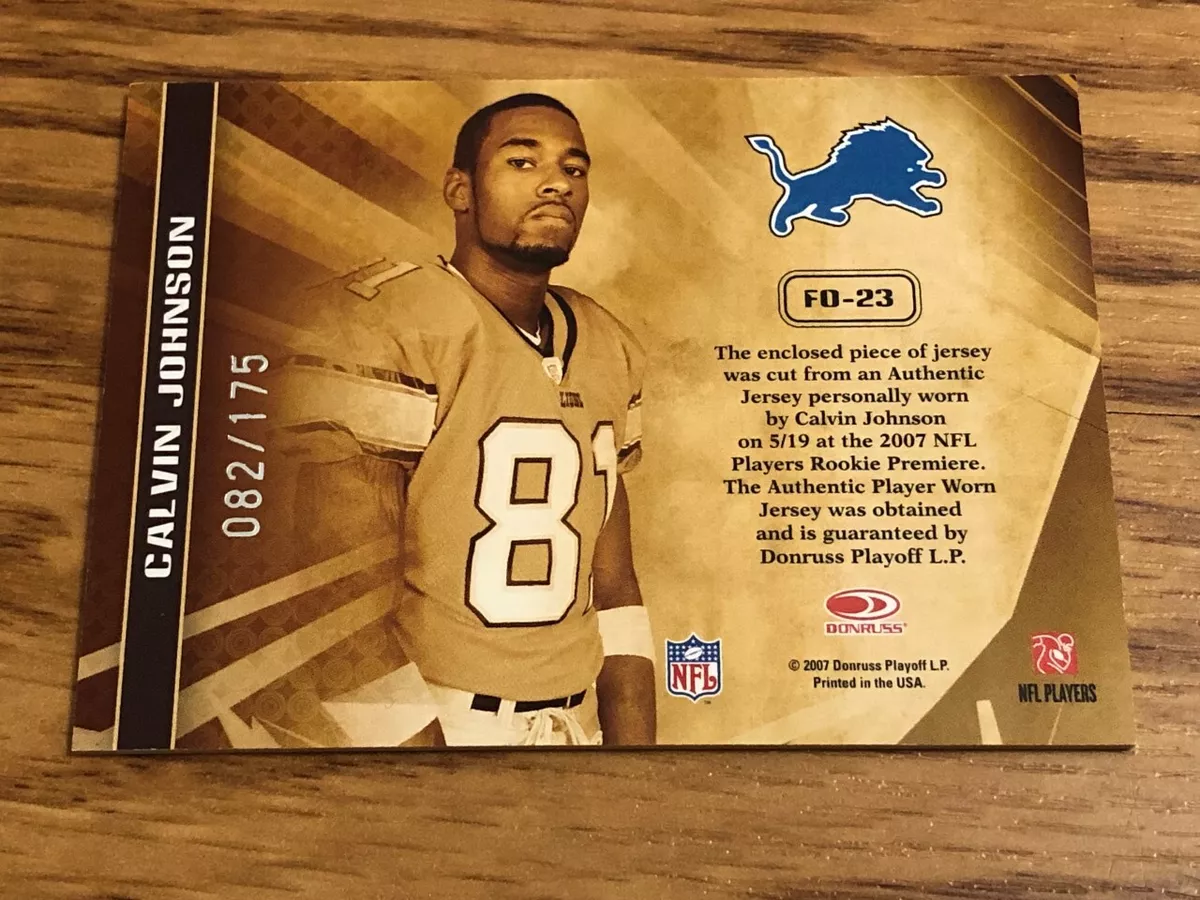 CALVIN JOHNSON
082/175
81
LIONS
81
FO-23
The enclosed piece of jersey
was cut from an Authentic
Jersey personally worn
by Calvin Johnson
on 5/19 at the 2007 NFL
Players Rookie Premiere.
The Authentic Player Worn
Jersey was obtained
and is guaranteed by
Donruss Playoff L.P.
DONRUSS
NFL
© 2007 Donruss Playoff L.P.
Printed in the USA.
NFL PLAYERS